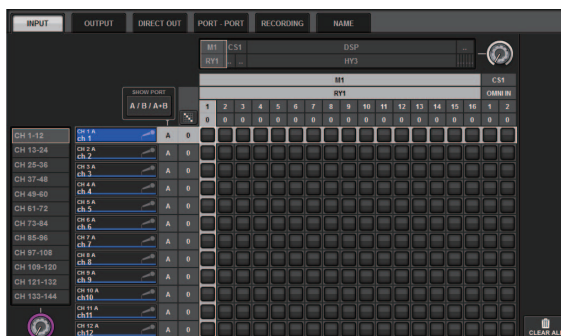 INPUT OUTPUT DIRECT OUT PORT - PORT RECORDING NAME
M1 CS1 DSP ..
RY1 .. .. HY3
M1 CS1
RY1 OMNI IN
SHOW PORT
A / B / A+B
1 2 3 4 5 6 7 8 9 10 11 12 13 14 15 16 1 2
0 0 0 0 0 0 0 0 0 0 0 0 0 0 0 0 0 0
CH 1-12
CH 13-24
CH 25-36
CH 37-48
CH 49-60
CH 61-72
CH 73-84
CH 85-96
CH 97-108
CH 109-120
CH 121-132
CH 133-144
CH 1 A
ch 1 A 0
CH 2 A
ch 2 A 0
CH 3 A
ch 3 A 0
CH 4 A
ch 4 A 0
CH 5 A
ch 5 A 0
CH 6 A
ch 6 A 0
CH 7 A
ch 7 A 0
CH 8 A
ch 8 A 0
CH 9 A
ch 9 A 0
CH 10 A
ch10 A 0
CH 11 A
ch11 A 0
CH 12 A
ch12 A 0
CLEAR ALL